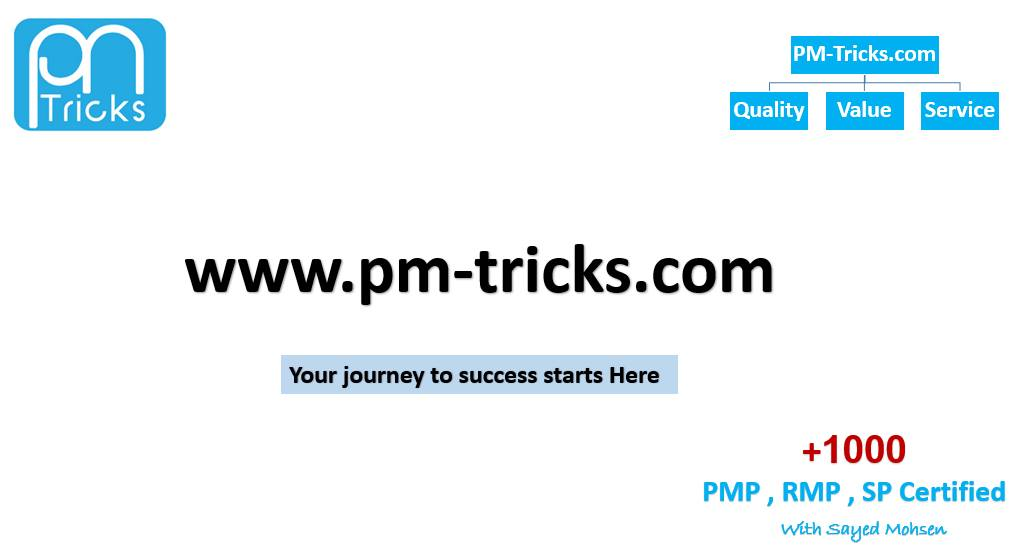 PM
Tricks
PM-Tricks.com
Quality Value Service
www.pm-tricks.com
Your journey to success starts Here
+1000
PMP , RMP , SP Certified
With Sayed Mohsen